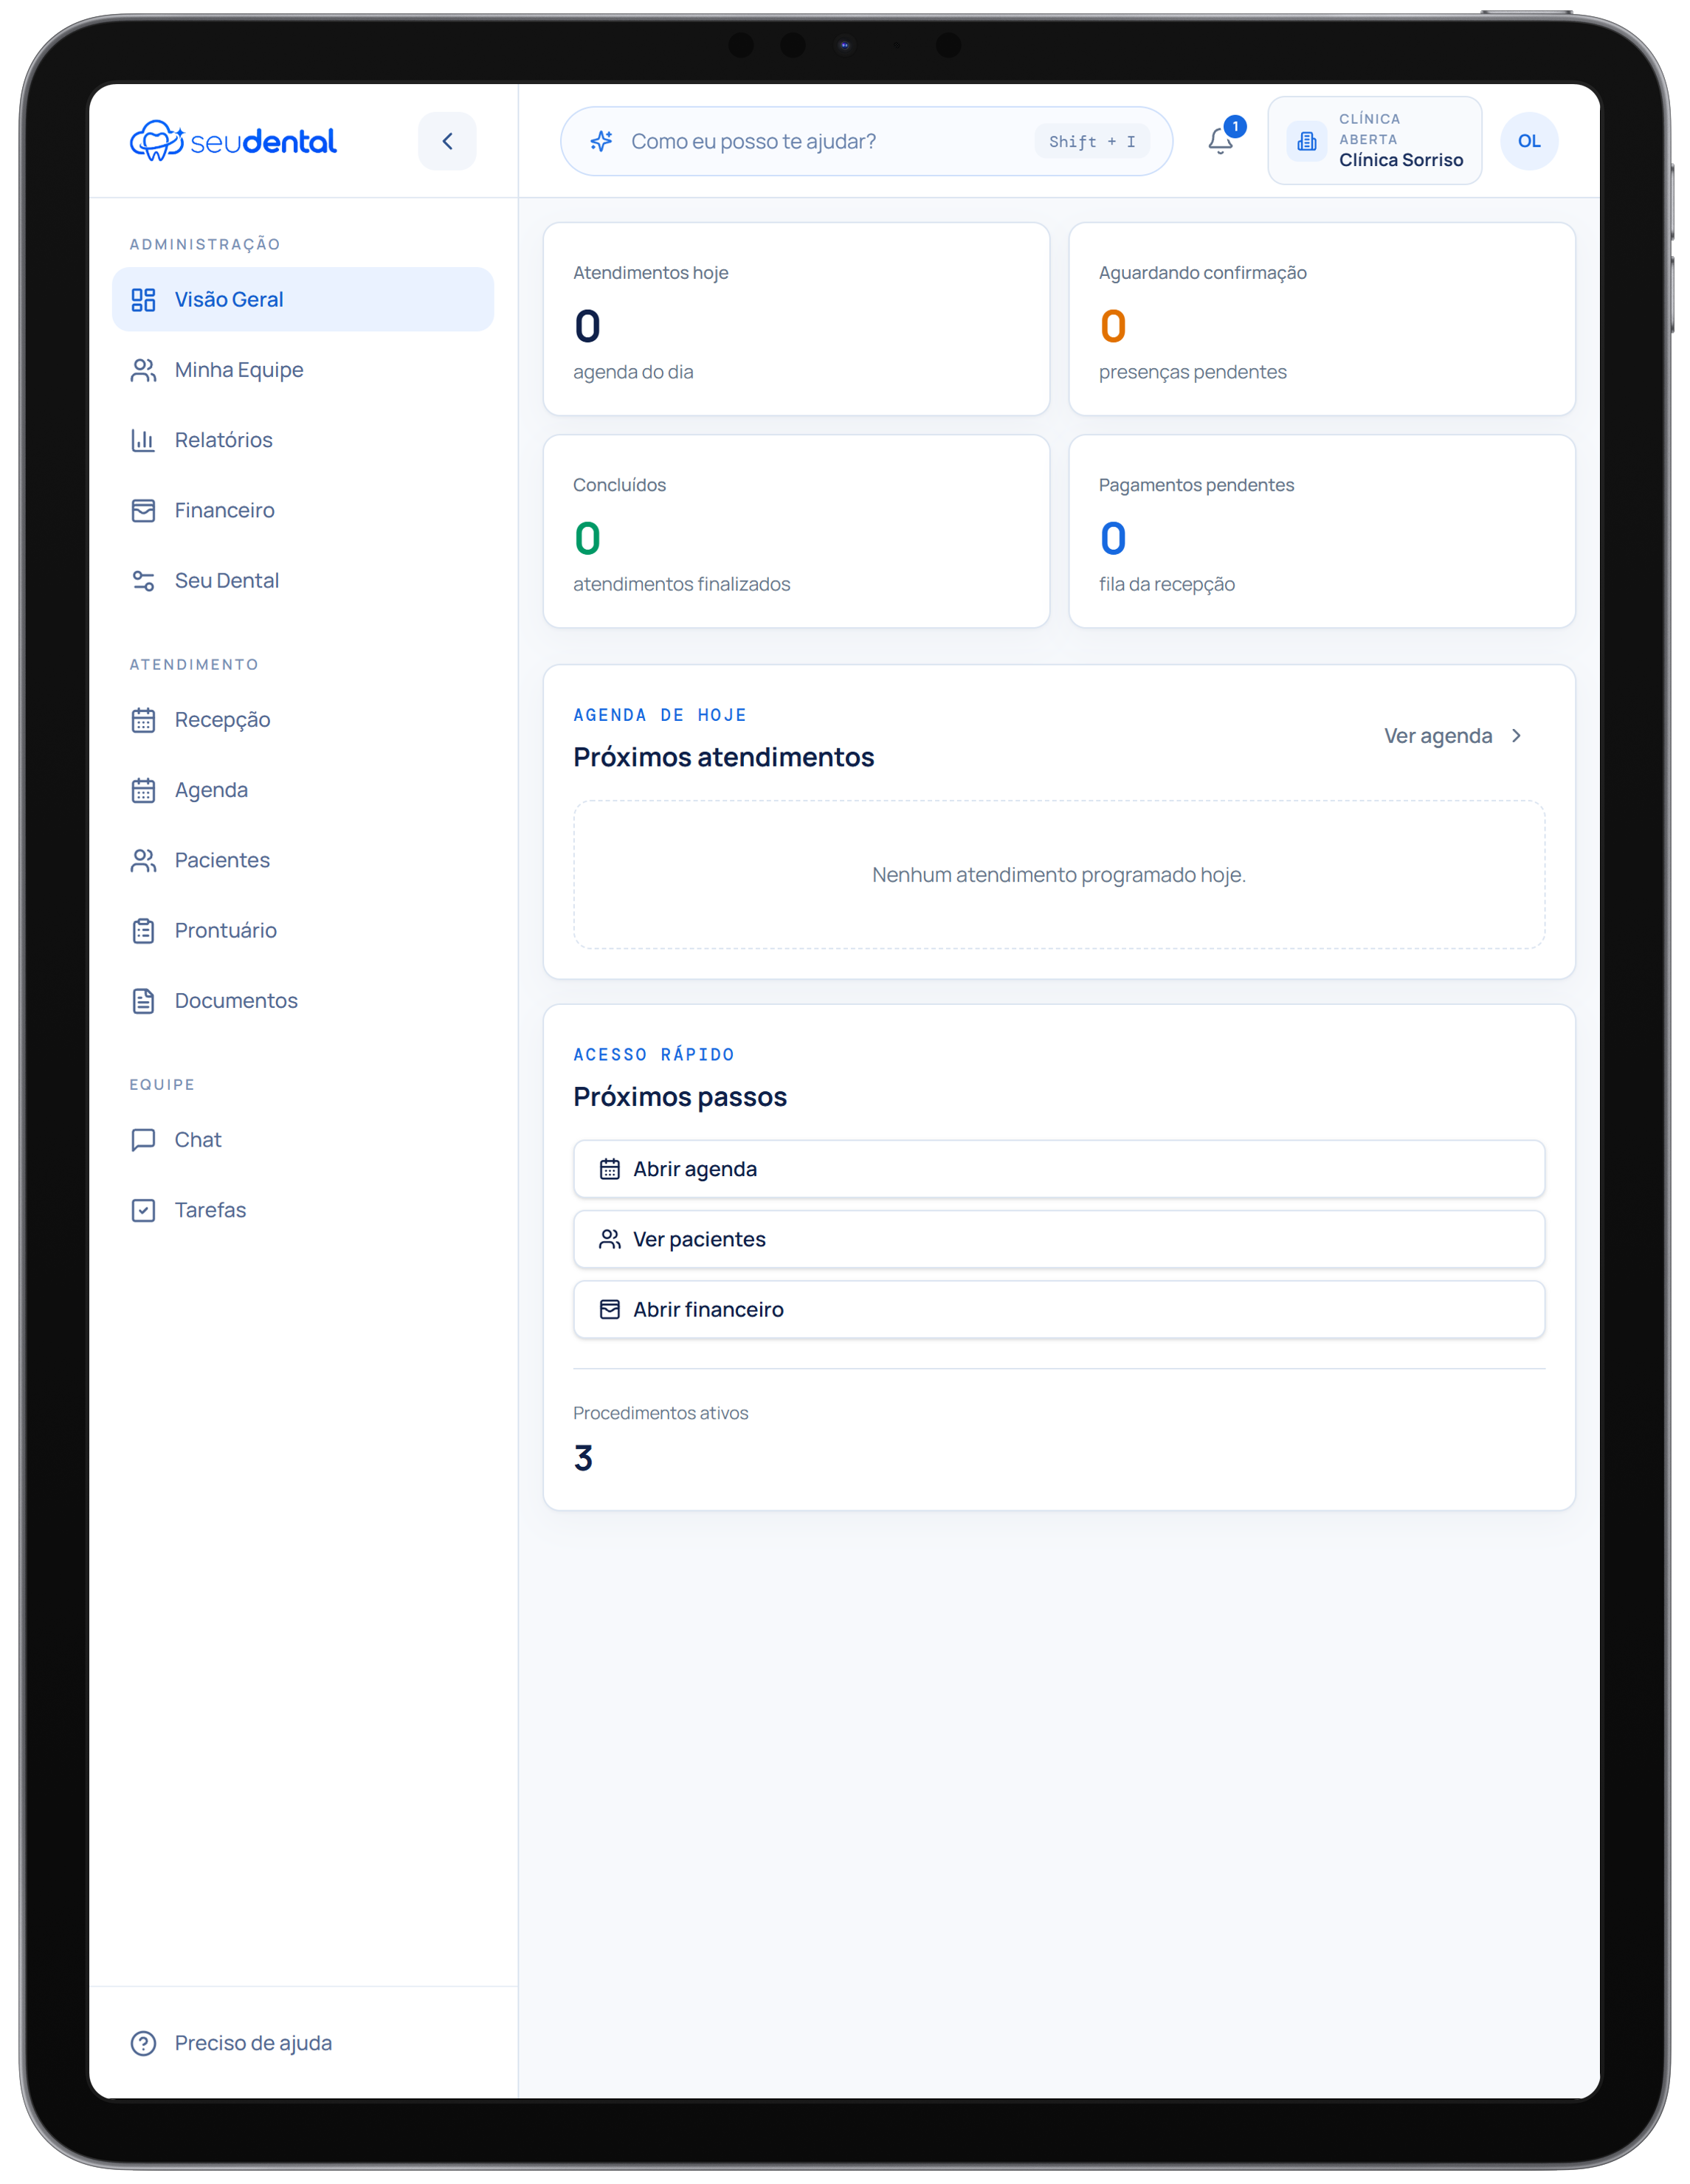 seudental
Como eu posso te ajudar?
Shift + I
1
CLÍNICA
ABERTA
Clínica Sorriso
OL
ADMINISTRAÇÃO
Visão Geral
Minha Equipe
Relatórios
Financeiro
Seu Dental
ATENDIMENTO
Recepção
Agenda
Pacientes
Prontuário
Documentos
EQUIPE
Chat
Tarefas
Preciso de ajuda
Atendimentos hoje
0
agenda do dia
Aguardando confirmação
0
presenças pendentes
Concluídos
0
atendimentos finalizados
Pagamentos pendentes
0
fila da recepção
AGENDA DE HOJE
Próximos atendimentos
Ver agenda
Nenhum atendimento programado hoje.
ACESSO RÁPIDO
Próximos passos
Abrir agenda
Ver pacientes
Abrir financeiro
Procedimentos ativos
3